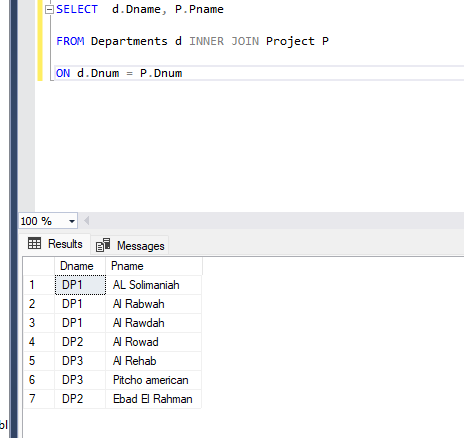 SELECT d.Dname, P.Pname
FROM Departments d INNER JOIN Project P
ON d.Dnum = P.Dnum
100 %
Results Messages
Dname Pname
1 DP1 AL Solimaniah
2 DP1 Al Rabwah
3 DP1 Al Rawdah
4 DP2 Al Rowad
5 DP3 Al Rehab
6 DP3 Pitcho american
7 DP2 Ebad El Rahman
bl